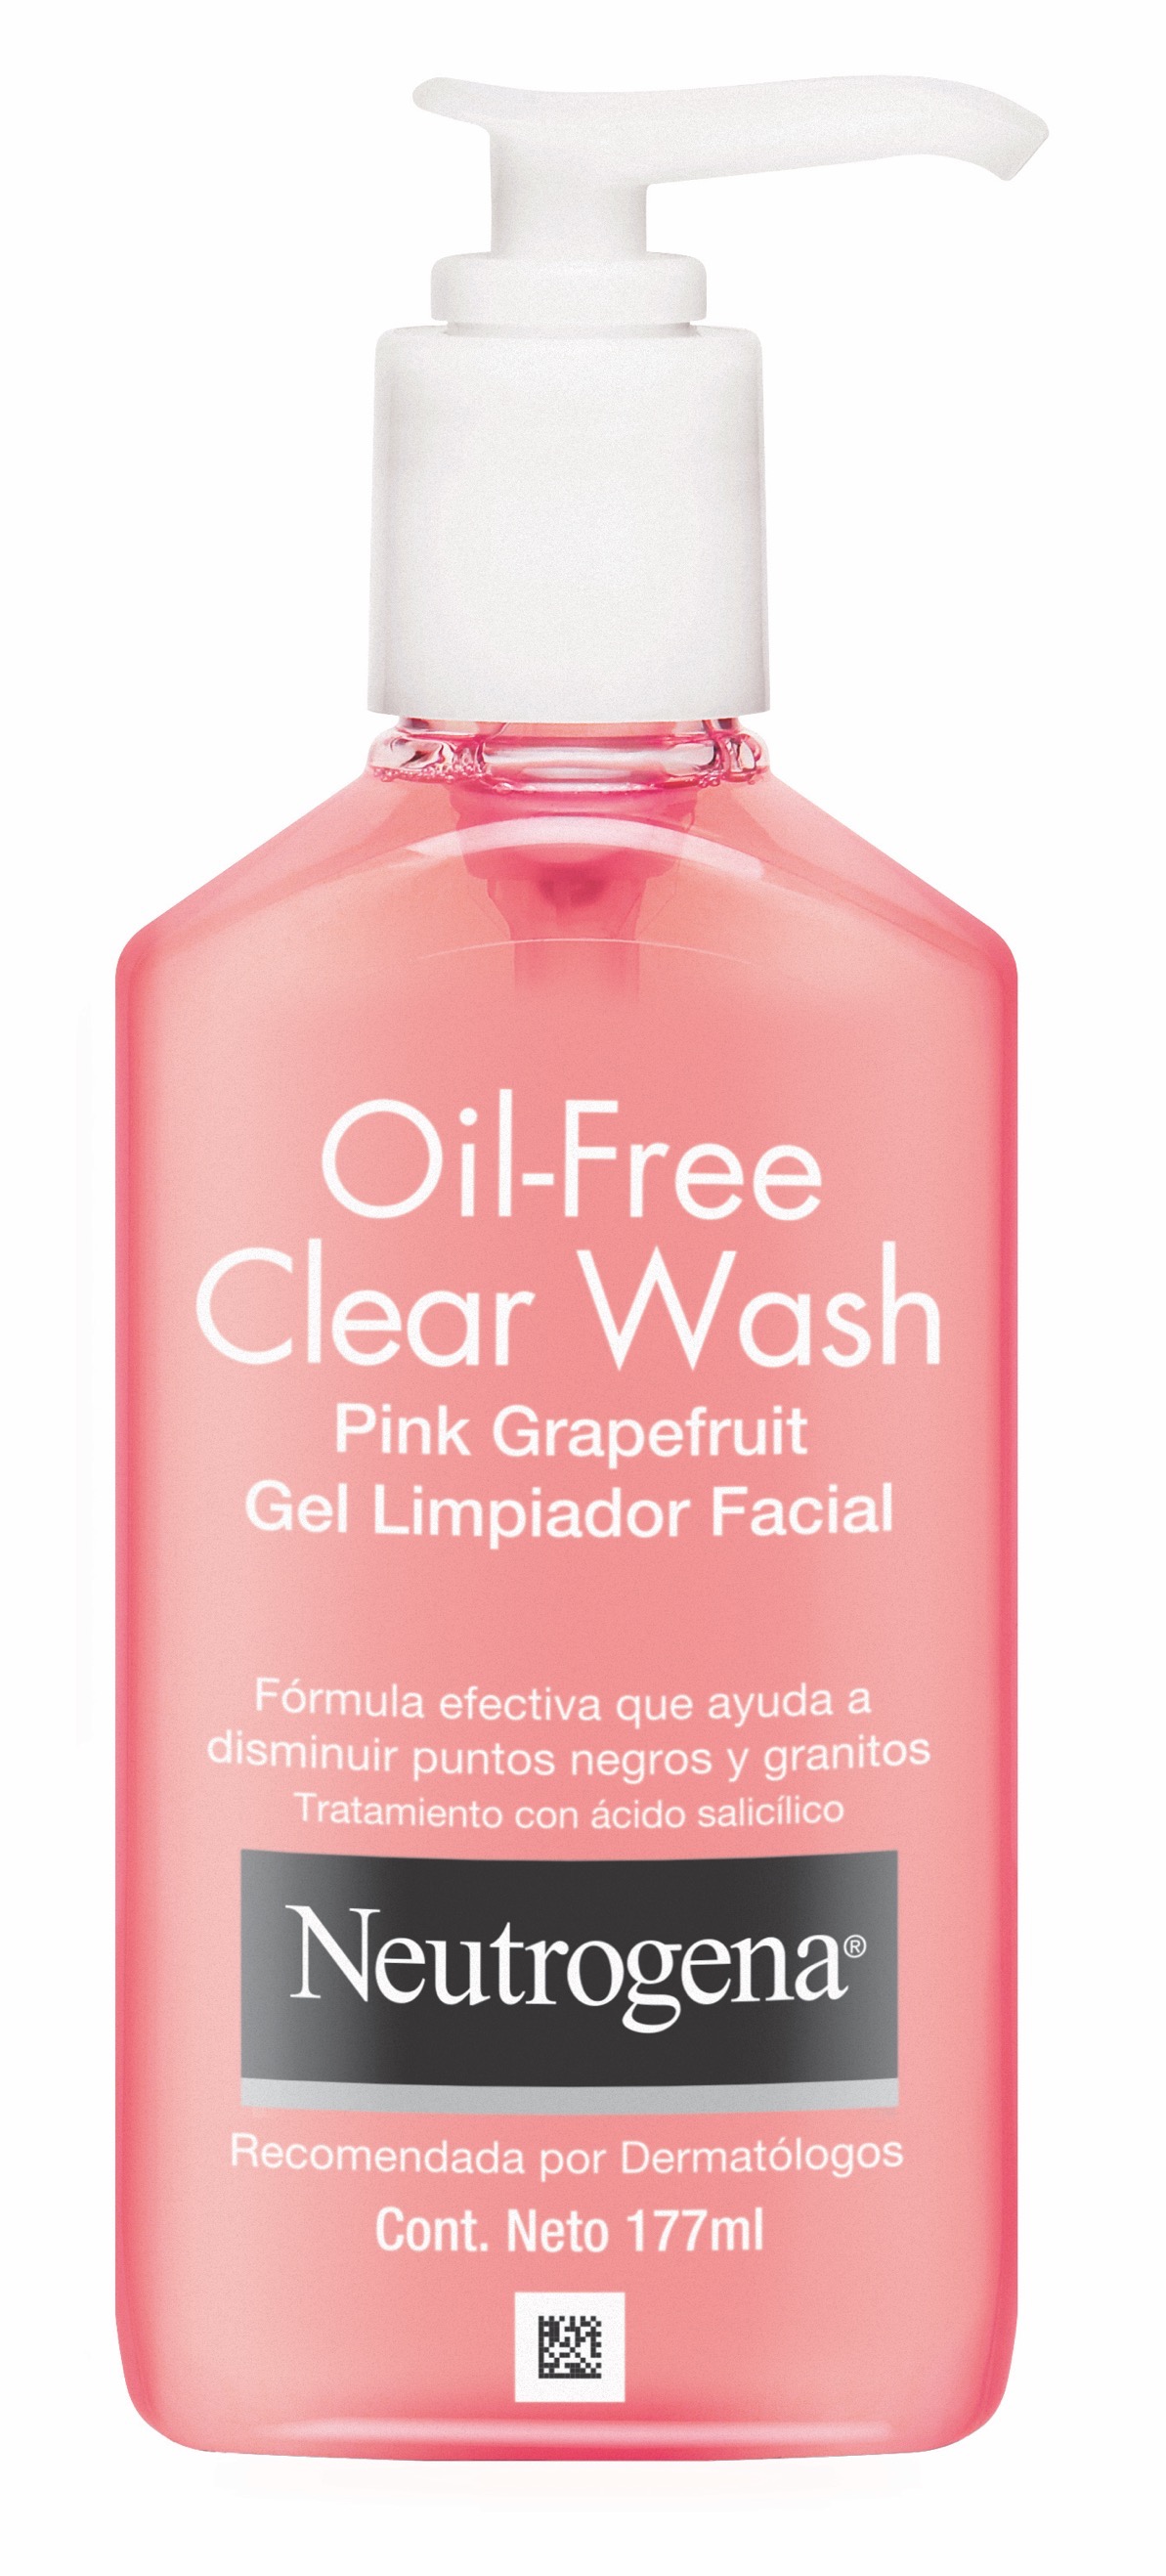 Oil-Free
Clear Wash
Pink Grapefruit
Gel Limpiador Facial
Fórmula efectiva que ayuda a
disminuir puntos negros y granitos
Tratamiento con ácido salicílico
Neutrogena®
Recomendada por Dermatólogos
Cont. Neto 177ml